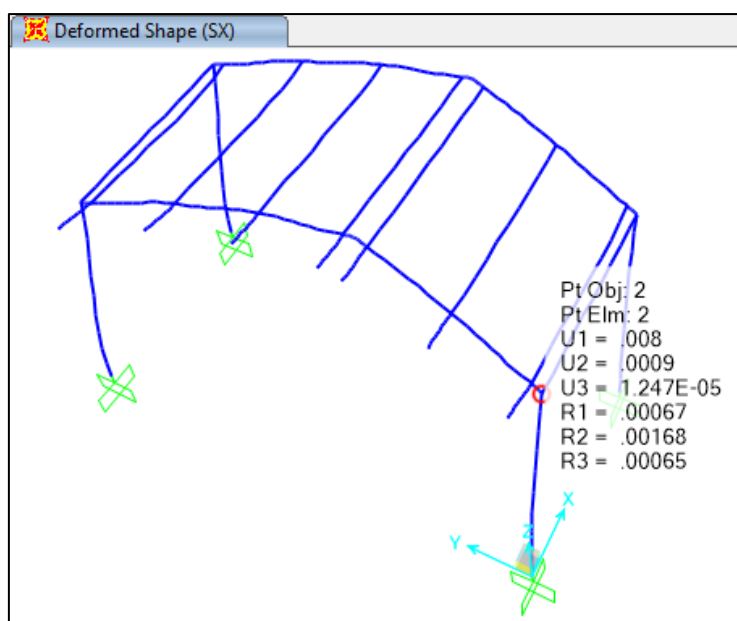 Deformed Shape (SX)
Pt Obj: 2
Pt Elm: 2
U1 = .008
U2 = .0009
U3 = 1.247E-05
R1 = .00067
R2 = .00168
R3 = .00065
X
Y
Z